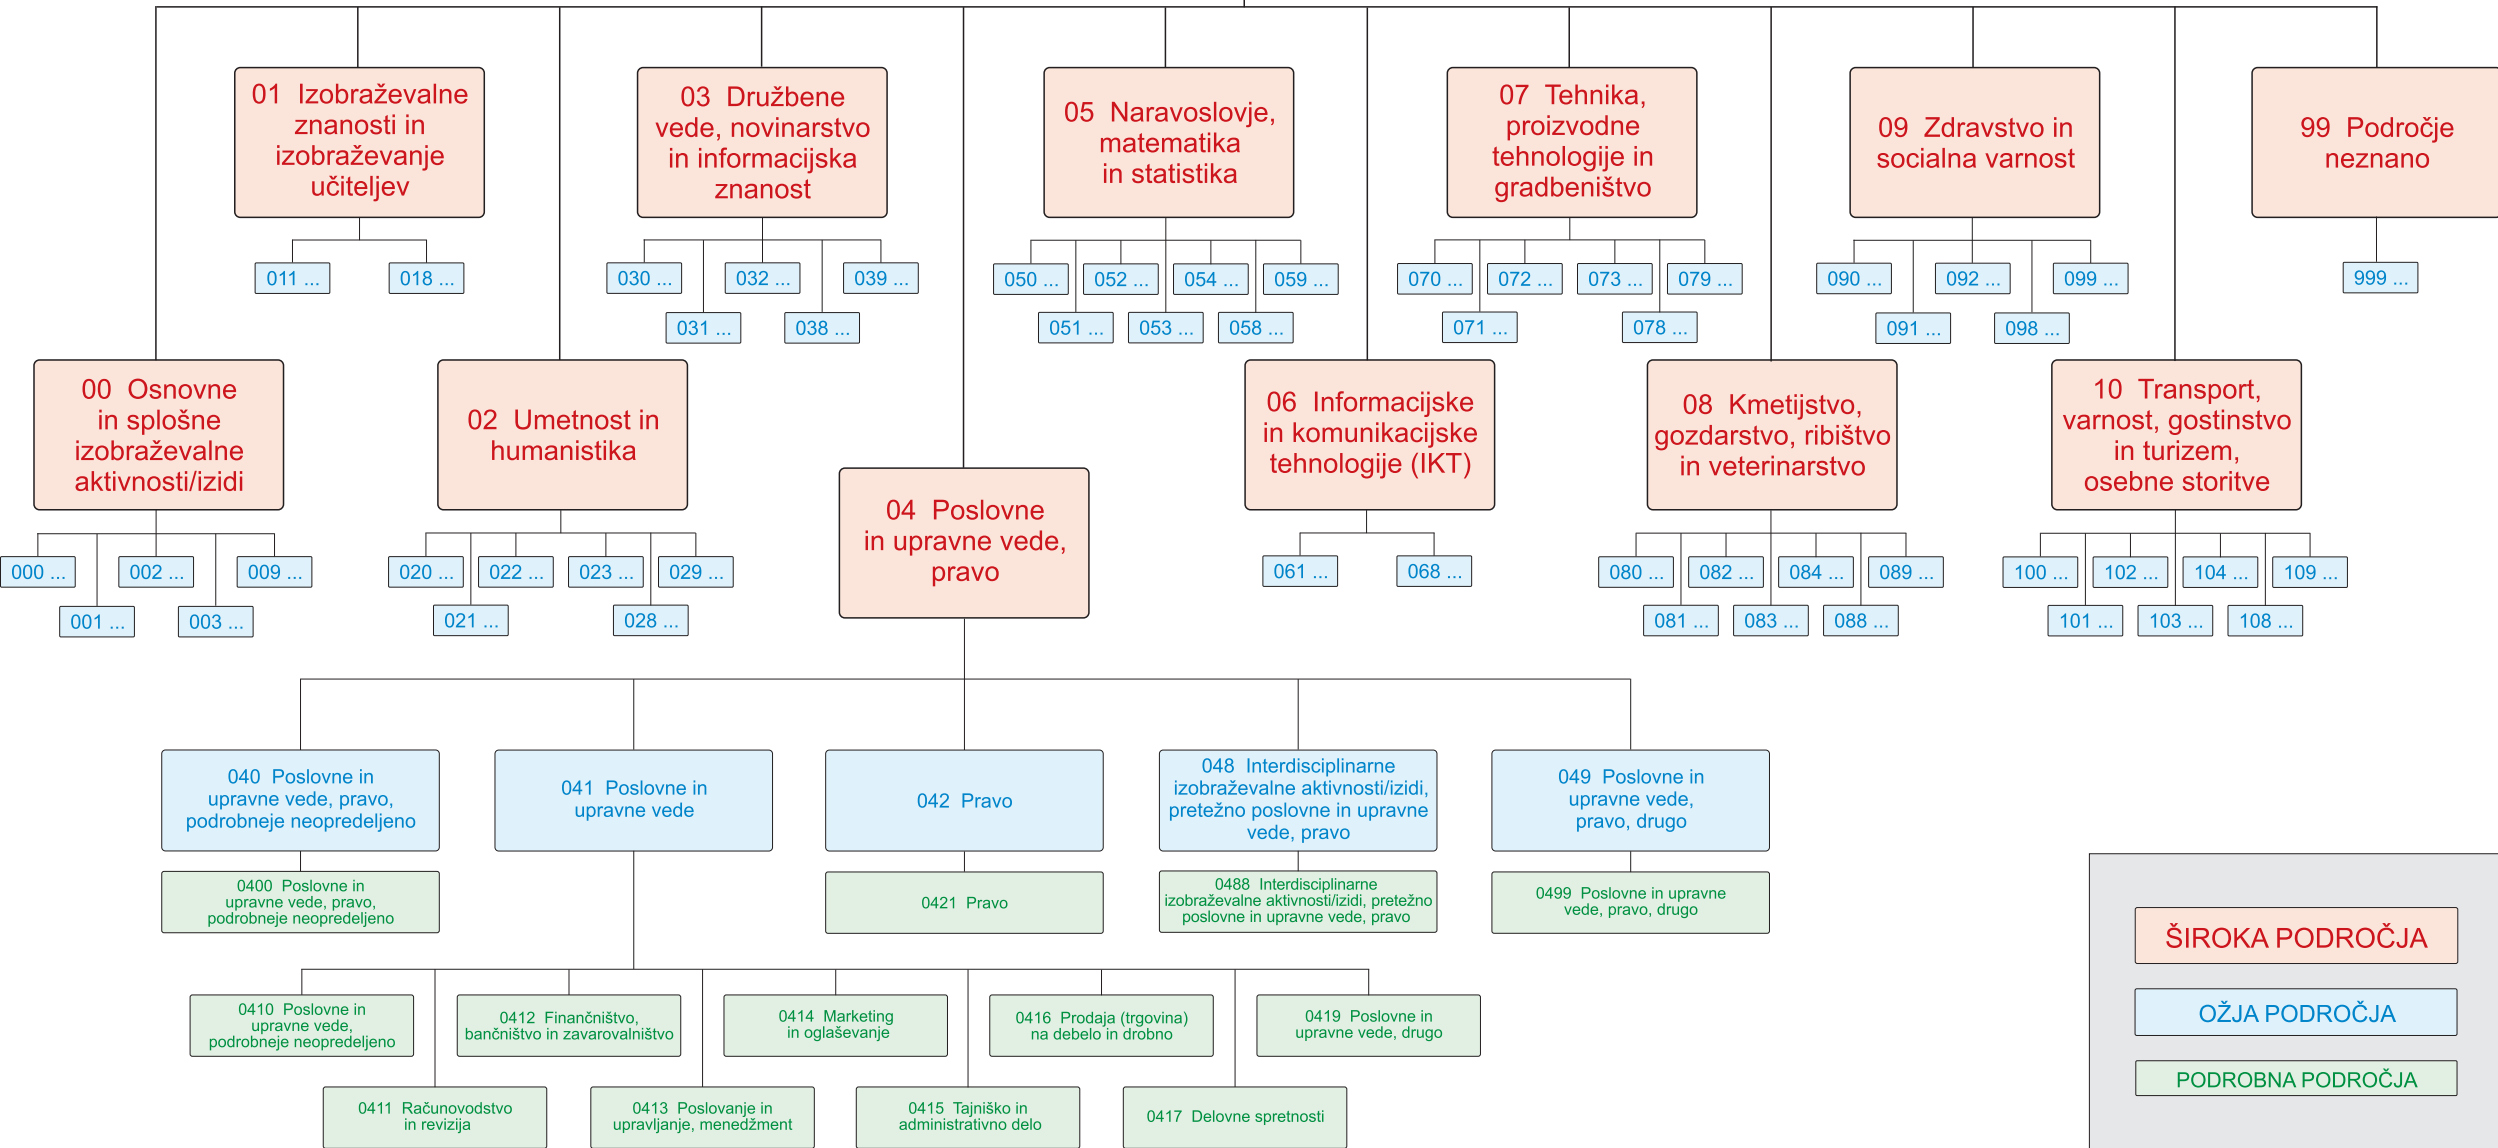 01 Izobraževalne
znanosti in
izobraževanje
učiteljev
03 Družbene
vede, novinarstvo
in informacijska
znanost
05 Naravoslovje,
matematika
in statistika
07 Tehnika,
proizvodne
tehnologije in
gradbeništvo
09 Zdravstvo in
socialna varnost
99 Področje
neznano
011 ...
018 ...
030 ...
032 ...
039 ...
031 ...
038 ...
050 ...
052 ...
054 ...
059 ...
051 ...
053 ...
058 ...
070 ...
072 ...
073 ...
079 ...
071 ...
078 ...
090 ...
092 ...
099 ...
091 ...
098 ...
999 ...
00 Osnovne
in splošne
izobraževalne
aktivnosti/izidi
02 Umetnost in
humanistika
04 Poslovne
in upravne vede,
pravo
06 Informacijske
in komunikacijske
tehnologije (IKT)
08 Kmetijstvo,
gozdarstvo, ribištvo
in veterinarstvo
10 Transport,
varnost, gostinstvo
in turizem,
osebne storitve
000 ...
002 ...
009 ...
001 ...
003 ...
020 ...
022 ...
023 ...
029 ...
021 ...
028 ...
061 ...
068 ...
080 ...
082 ...
084 ...
089 ...
081 ...
083 ...
088 ...
100 ...
102 ...
104 ...
109 ...
101 ...
103 ...
108 ...
040 Poslovne in
upravne vede, pravo,
podrobneje neopredeljeno
041 Poslovne in
upravne vede
042 Pravo
048 Interdisciplinarne
izobraževalne aktivnosti/izidi,
pretežno poslovne in upravne
vede, pravo
049 Poslovne in
upravne vede,
pravo, drugo
0400 Poslovne in
upravne vede, pravo,
podrobneje neopredeljeno
0421 Pravo
0488 Interdisciplinarne
izobraževalne aktivnosti/izidi, pretežno
poslovne in upravne vede, pravo
0499 Poslovne in upravne
vede, pravo, drugo
0410 Poslovne in
upravne vede,
podrobneje neopredeljeno
0412 Finančništvo,
bančništvo in zavarovalništvo
0414 Marketing
in oglaševanje
0416 Prodaja (trgovina)
na debelo in drobno
0419 Poslovne in
upravne vede, drugo
0411 Računovodstvo
in revizija
0413 Poslovanje in
upravljanje, menedžment
0415 Tajniško in
administrativno delo
0417 Delovne spretnosti
ŠIROKA PODROČJA
OŽJA PODROČJA
PODROBNA PODROČJA